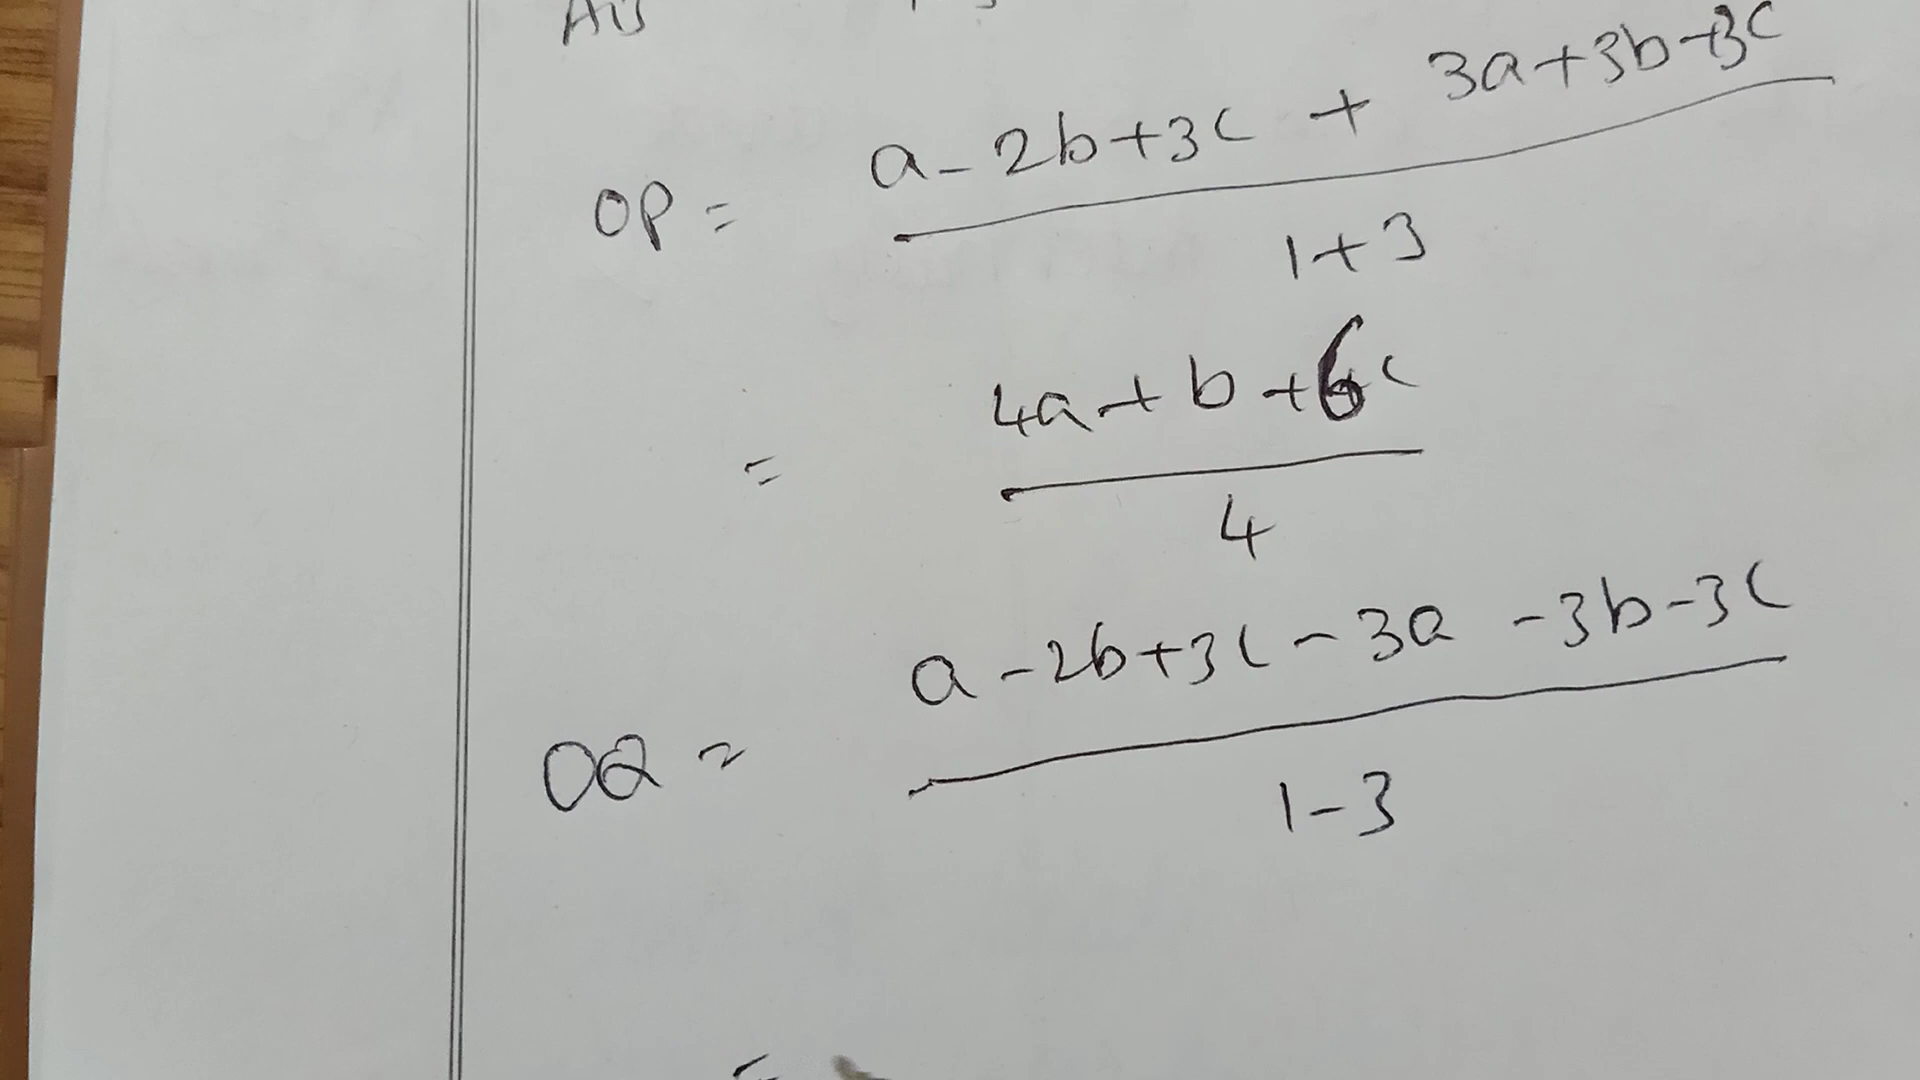 OP = a - 2b + 3c + 3a + 3b + 3c
1 + 3
= 4a + b + 6c
4
OQ = a - 2b + 3c - 3a - 3b - 3c
1 - 3
=